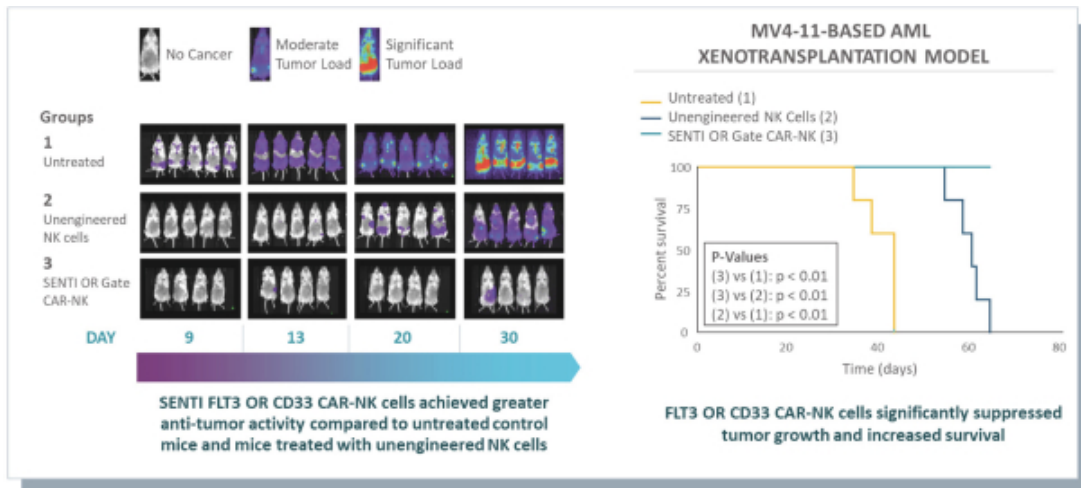 No Cancer
Moderate
Tumor Load
Significant
Tumor Load
Groups
1
Untreated
2
Unengineered
NK cells
3
SENTI OR Gate
CAR-NK
DAY 9 13 20 30
SENTI FLT3 OR CD33 CAR-NK cells achieved greater
anti-tumor activity compared to untreated control
mice and mice treated with unengineered NK cells
MV4-11-BASED AML
XENOTRANSPLANTATION MODEL
Untreated (1)
Unengineered NK Cells (2)
SENTI OR Gate CAR-NK (3)
Percent survival
100
75
50
25
0
P-Values
(3) vs (1): p < 0.01
(3) vs (2): p < 0.01
(2) vs (1): p < 0.01
0 20 40 60 80
Time (days)
FLT3 OR CD33 CAR-NK cells significantly suppressed
tumor growth and increased survival